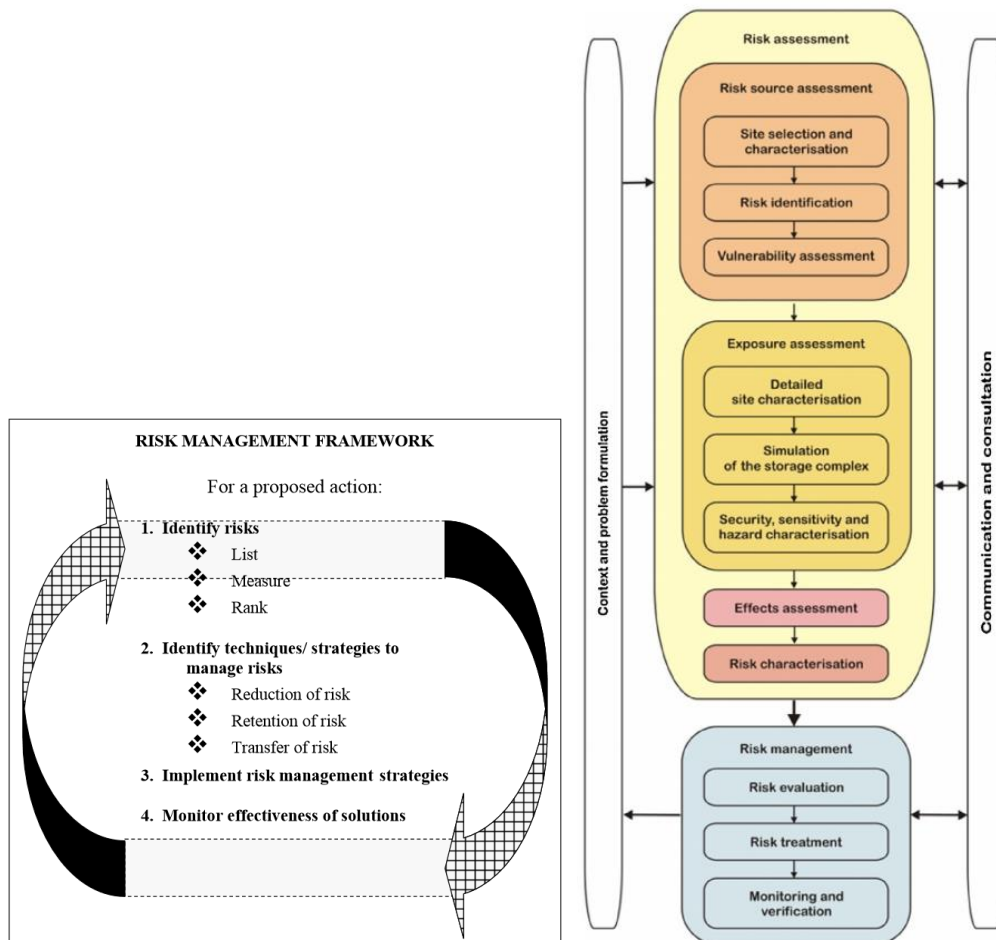 RISK MANAGEMENT FRAMEWORK
For a proposed action:
1. Identify risks
❖ List
❖ Measure
❖ Rank
2. Identify techniques/ strategies to
manage risks
❖ Reduction of risk
❖ Retention of risk
❖ Transfer of risk
3. Implement risk management strategies
4. Monitor effectiveness of solutions
Context and problem formulation
Risk assessment
Risk source assessment
Site selection and
characterisation
Risk identification
Vulnerability assessment
Exposure assessment
Detailed
site characterisation
Simulation
of the storage complex
Security, sensitivity and
hazard characterisation
Effects assessment
Risk characterisation
Risk management
Risk evaluation
Risk treatment
Monitoring and
verification
Communication and consultation